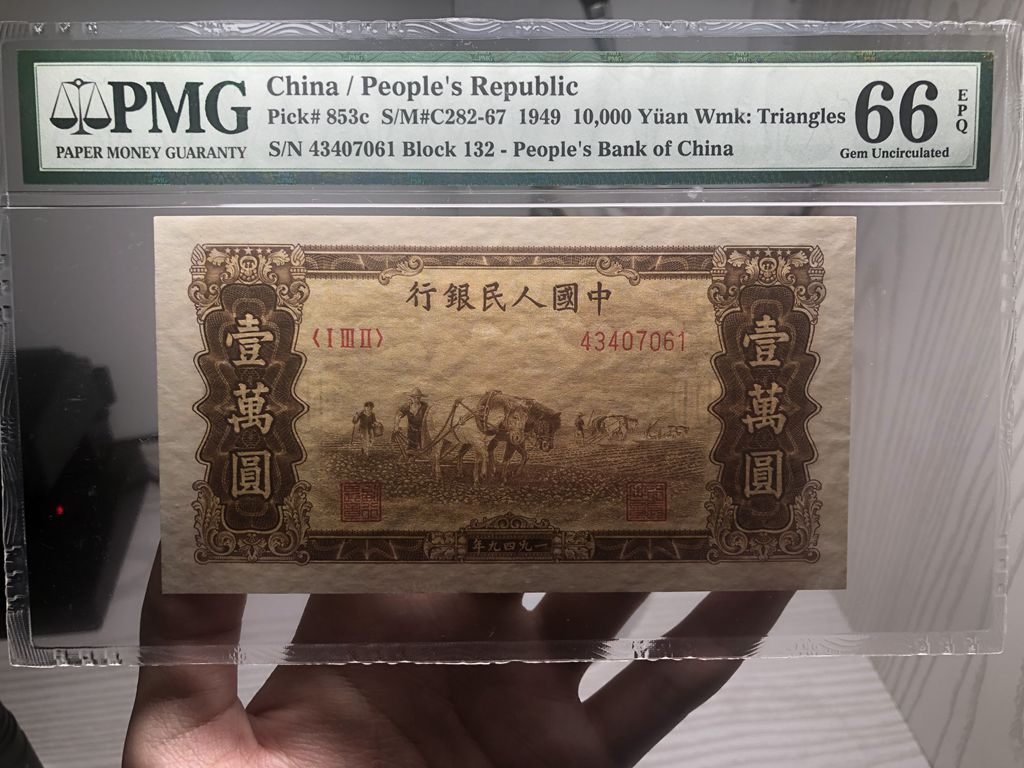 PMG
PAPER MONEY GUARANTY
China / People's Republic
Pick# 853c S/M#C282-67 1949 10,000 Yüan Wmk: Triangles
S/N 43407061 Block 132 - People's Bank of China
66 EPQ
Gem Uncirculated
行銀民人國中
〈I III II〉 43407061
壹萬圓
壹萬圓
年九四九一